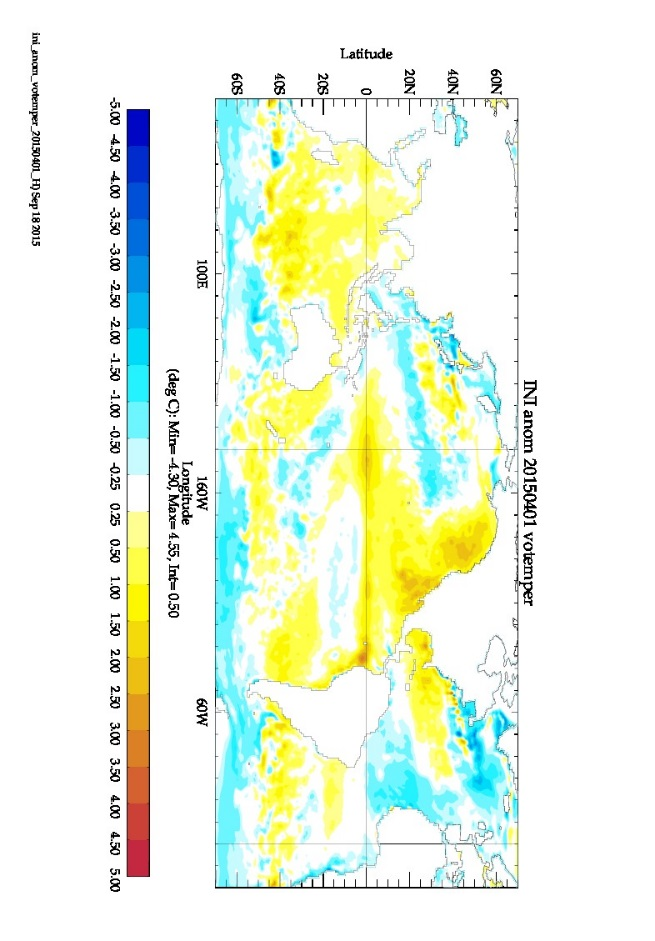 INI anom 20150401 votemper
Latitude
60N
40N
20N
0
20S
40S
60S
100E
160W
60W
Longitude
(deg C): Min= -4.30, Max= 4.55, Int= 0.50
-5.00 -4.50 -4.00 -3.50 -3.00 -2.50 -2.00 -1.50 -1.00 -0.50 -0.25 0.25 0.50 1.00 1.50 2.00 2.50 3.00 3.50 4.00 4.50 5.00
ini_anom_votemper_20150401_HJ Sep 18 2015